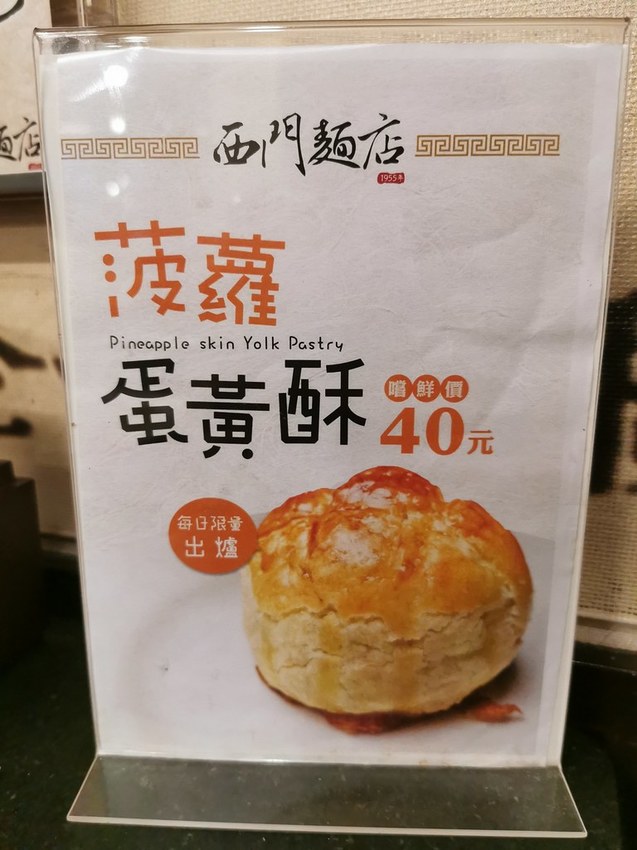 西門麵店
1955年
菠蘿
Pineapple skin Yolk Pastry
蛋黃酥
嚐鮮價
40元
每日限量
出爐